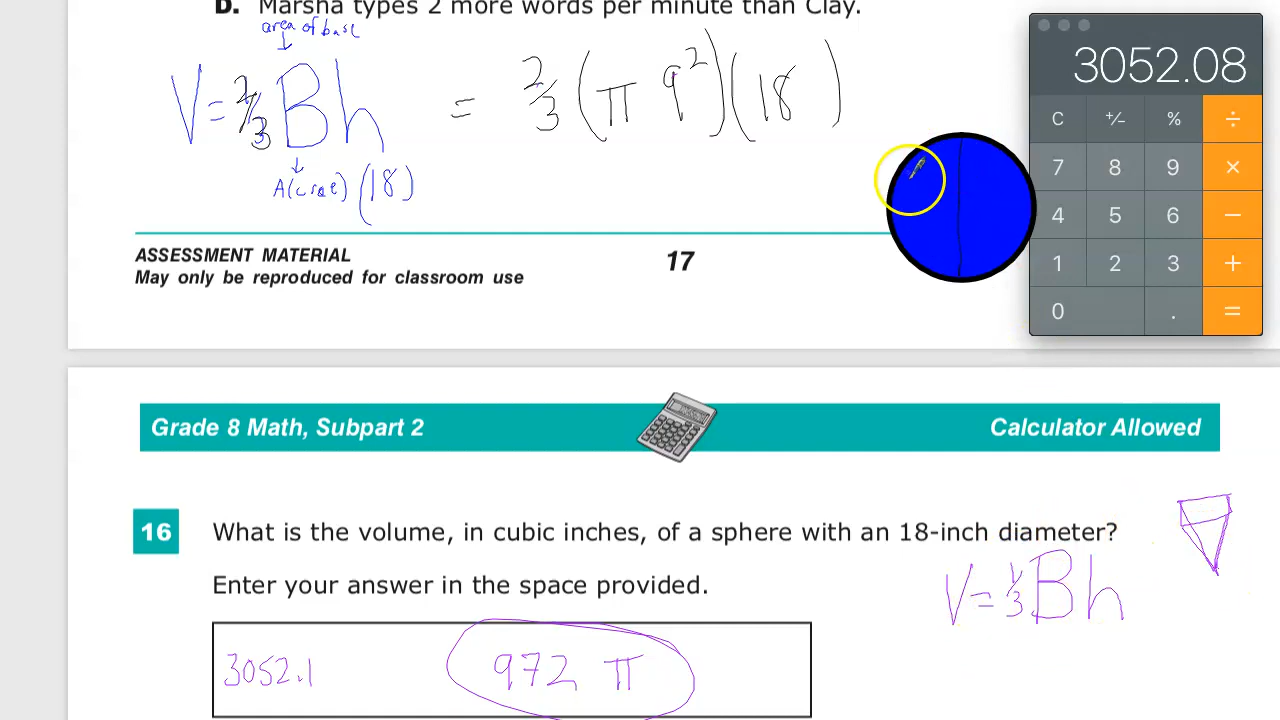 D. Marsha types 2 more words per minute than Clay.
area of base
V = 2/3 Bh = 2/3 (π 9²)(18)
(18)
ASSESSMENT MATERIAL
May only be reproduced for classroom use
17
3052.08
C +/− % ÷
7 8 9 ×
4 5 6 −
1 2 3 +
0 . =
Grade 8 Math, Subpart 2
Calculator Allowed
16 What is the volume, in cubic inches, of a sphere with an 18-inch diameter?
Enter your answer in the space provided.
V = 1/3 Bh
3052.1 972 π